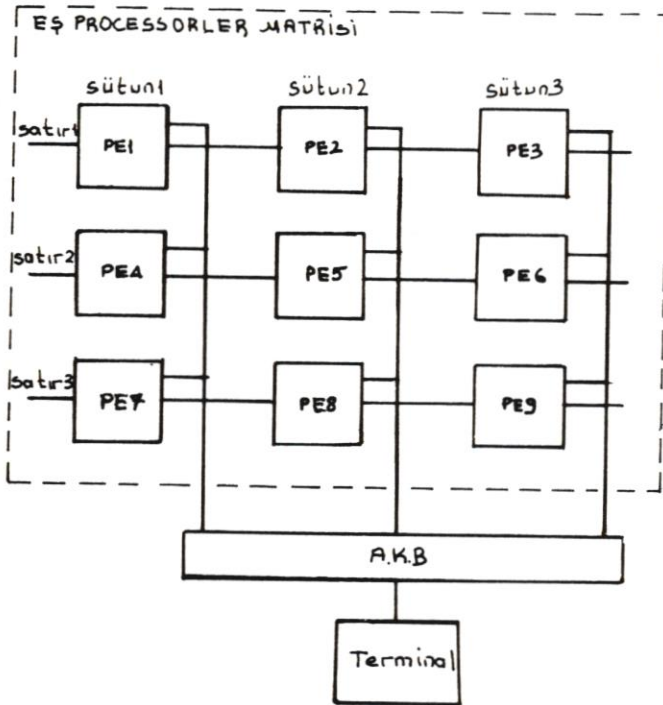 EŞ PROCESSORLER MATRİSİ
sütun1 sütun2 sütun3
satır1
PE1 PE2 PE3
satır2
PE4 PE5 PE6
satır3
PE7 PE8 PE9
A.K.B
Terminal